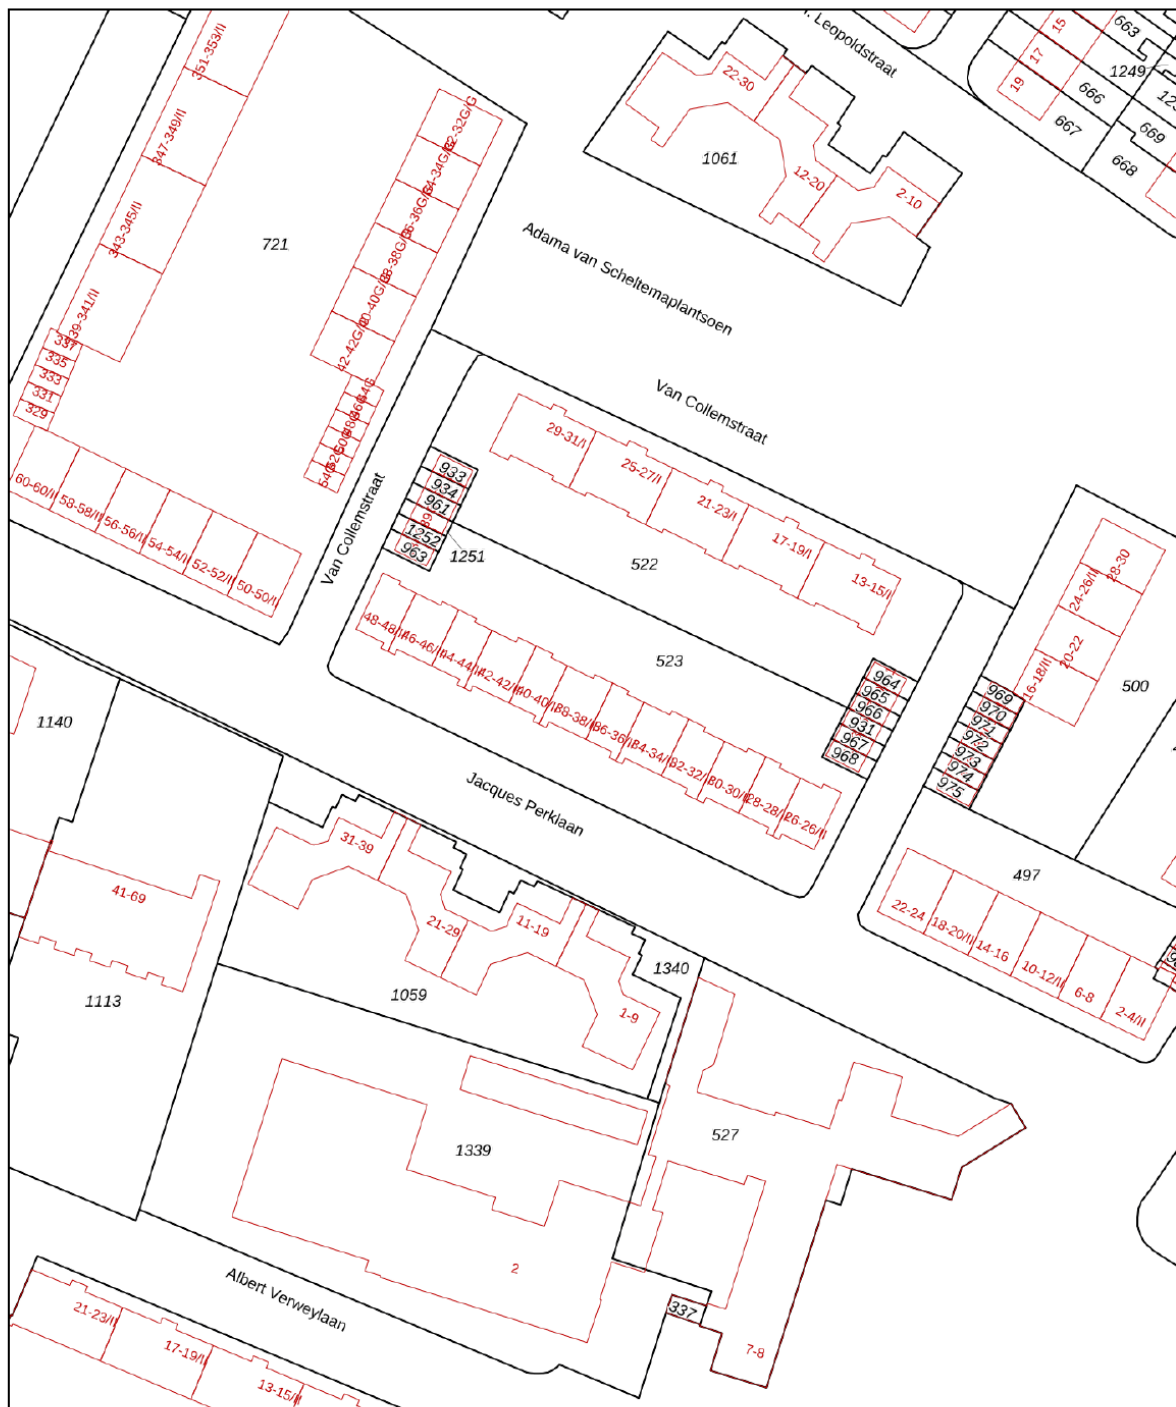 . Leopoldstraat
15
663
17
1249
19
666
667
669
668
351-353/II
22-30
1061
12-20
2-10
32-32G/G
347-349/II
34-34G/G
36-36G/G
38-38G/G
343-345/II
721
Adama van Scheltemaplantsoen
40-40G/G
339-341/II
42-42G/G
337
335
333
331
329
44G
46G
48G
50G
52G
54G
Van Collemstraat
29-31/I
25-27/I
21-23/I
17-19/I
13-15/I
60-60/II
58-58/II
56-56/II
54-54/II
52-52/II
50-50/I
Van Collemstraat
933
934
961
89
1252
963
1251
522
28-30
24-26/II
20-22
16-18/II
500
48-48/II
46-46/II
44-44/II
42-42/II
40-40/II
38-38/II
36-36/II
34-34/II
32-32/II
30-30/II
28-28/II
26-26/II
523
964
965
966
931
967
968
969
970
971
972
973
974
975
1140
Jacques Perklaan
497
22-24
18-20/II
14-16
10-12/II
6-8
2-4/II
31-39
41-69
21-29
11-19
1340
1-9
1059
1113
527
1339
2
Albert Verweylaan
337
7-8
21-23/II
17-19/II
13-15/II